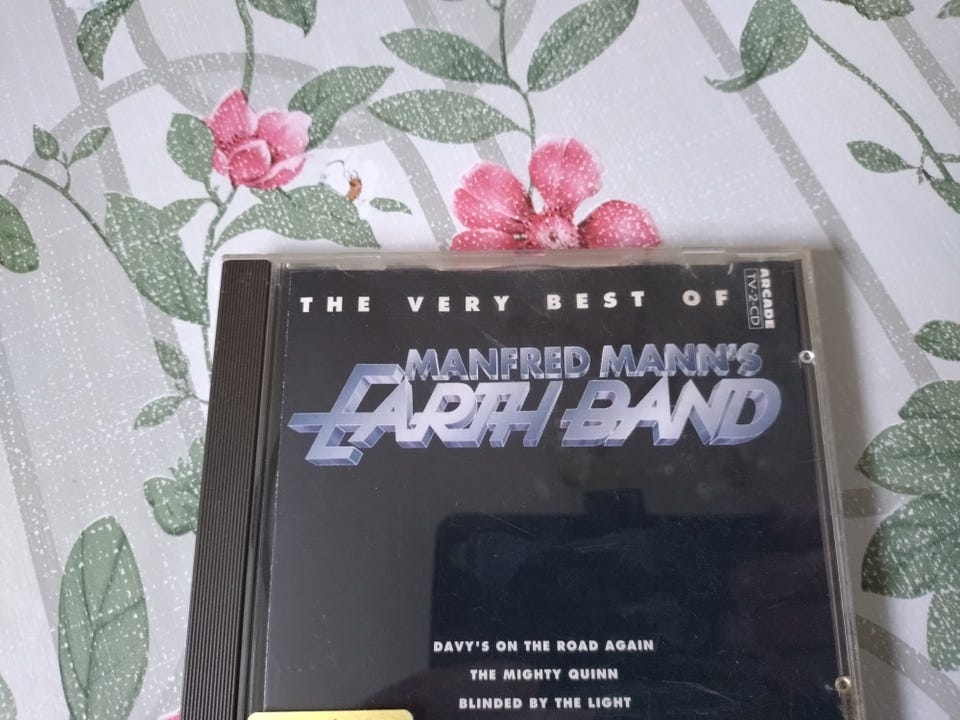 THE VERY BEST OF
ARCADE
TV-2-CD
MANFRED MANN'S
EARTH BAND
DAVY'S ON THE ROAD AGAIN
THE MIGHTY QUINN
BLINDED BY THE LIGHT